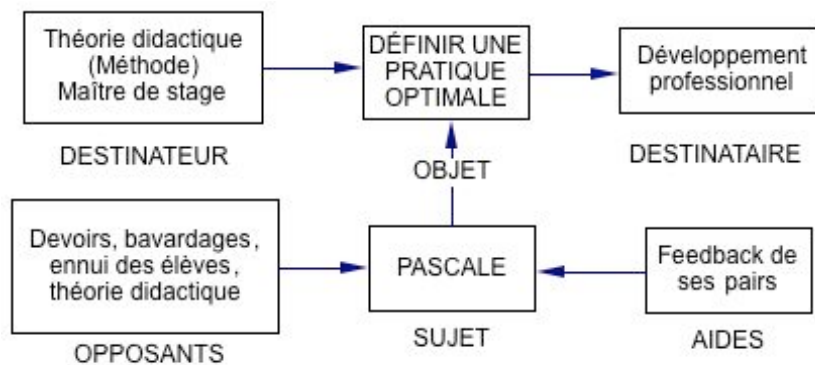 Théorie didactique
(Méthode)
Maître de stage
DESTINATEUR
DÉFINIR UNE
PRATIQUE
OPTIMALE
OBJET
Développement
professionnel
DESTINATAIRE
Devoirs, bavardages,
ennui des élèves,
théorie didactique
OPPOSANTS
PASCALE
SUJET
Feedback de
ses pairs
AIDES